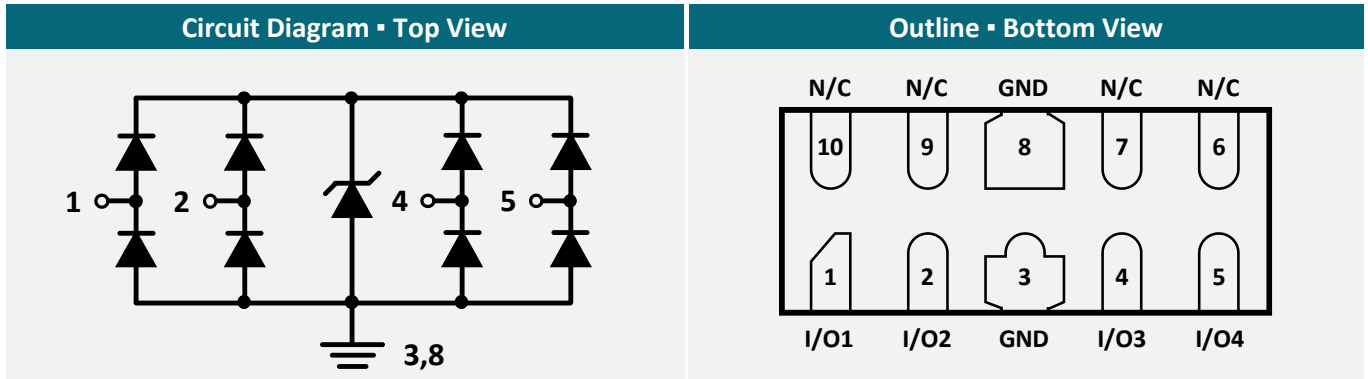 Circuit Diagram ▪ Top View
1
2
4
5
3,8
Outline ▪ Bottom View
N/C N/C GND N/C N/C
10 9 8 7 6
1 2 3 4 5
I/O1 I/O2 GND I/O3 I/O4